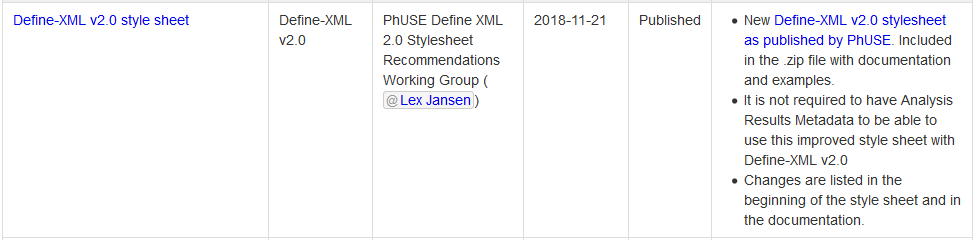 Define-XML v2.0 style sheet
Define-XML
v2.0
PhUSE Define XML
2.0 Stylesheet
Recommendations
Working Group (
@Lex Jansen)
2018-11-21
Published
New Define-XML v2.0 stylesheet
as published by PhUSE. Included
in the .zip file with documentation
and examples.
It is not required to have Analysis
Results Metadata to be able to
use this improved style sheet with
Define-XML v2.0
Changes are listed in the
beginning of the style sheet and in
the documentation.